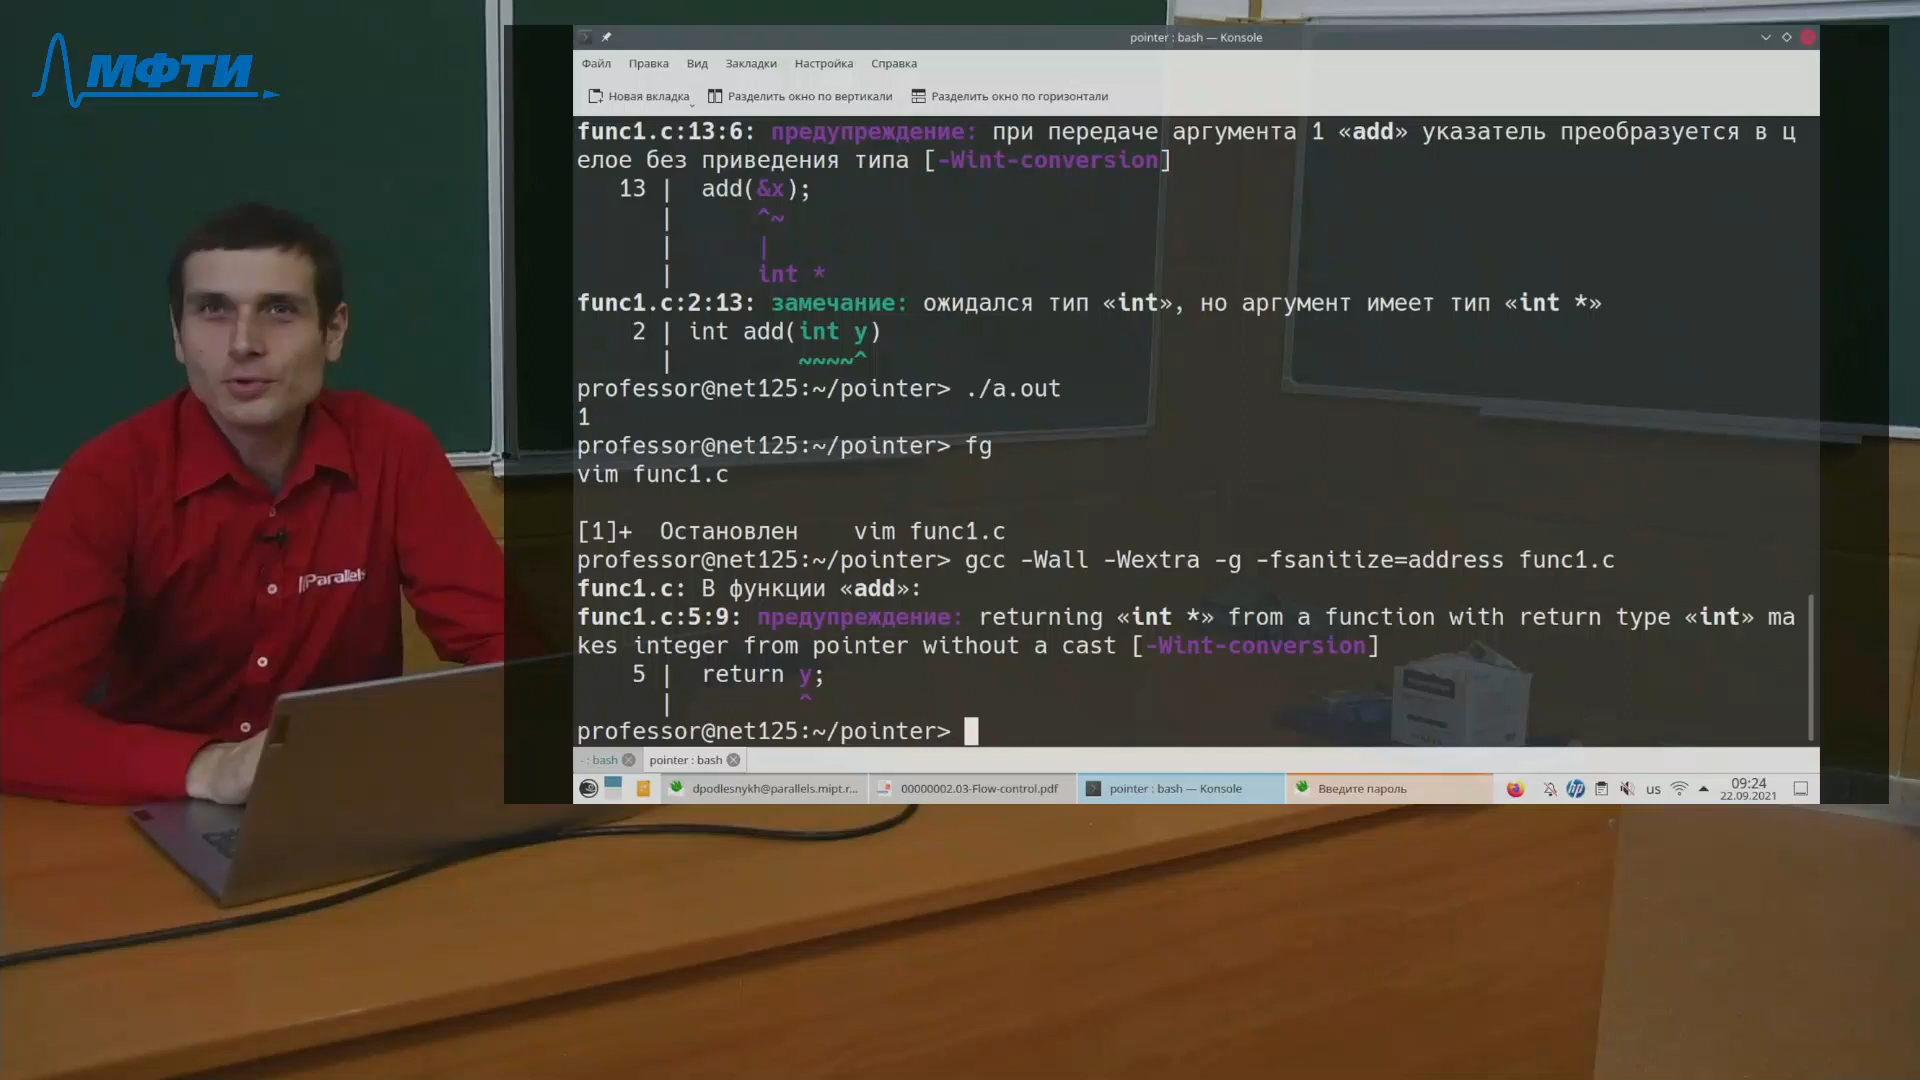 МФТИ
pointer : bash — Konsole
Файл Правка Вид Закладки Настройка Справка
Новая вкладка Разделить окно по вертикали Разделить окно по горизонтали
func1.c:13:6: предупреждение: при передаче аргумента 1 «add» указатель преобразуется в ц
елое без приведения типа [-Wint-conversion]
13 | add(&x);
| ^~
| |
| int *
func1.c:2:13: замечание: ожидался тип «int», но аргумент имеет тип «int *»
2 | int add(int y)
| ~~~~^
professor@net125:~/pointer> ./a.out
1
professor@net125:~/pointer> fg
vim func1.c
[1]+ Остановлен vim func1.c
professor@net125:~/pointer> gcc -Wall -Wextra -g -fsanitize=address func1.c
func1.c: В функции «add»:
func1.c:5:9: предупреждение: returning «int *» from a function with return type «int» ma
kes integer from pointer without a cast [-Wint-conversion]
5 | return y;
| ^
professor@net125:~/pointer>
- : bash pointer : bash
dpodlesnykh@parallels.mipt.r... 00000002.03-Flow-control.pdf pointer : bash — Konsole Введите пароль us 09:24
22.09.2021
Parallels